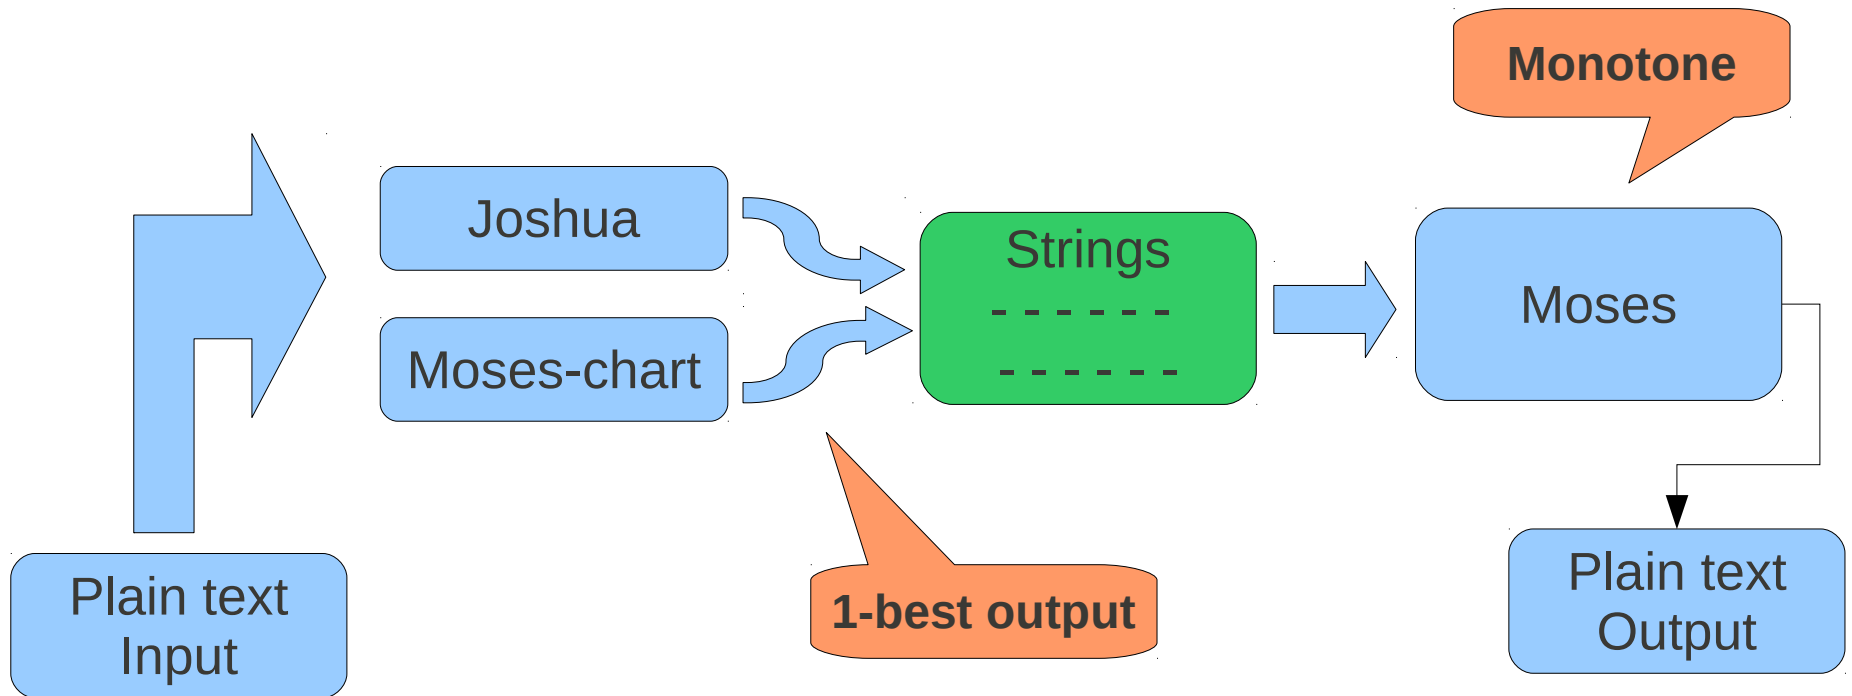 Monotone
Joshua
Moses-chart
Strings
- - - - - -
- - - - - -
Moses
Plain text
Input
1-best output
Plain text
Output